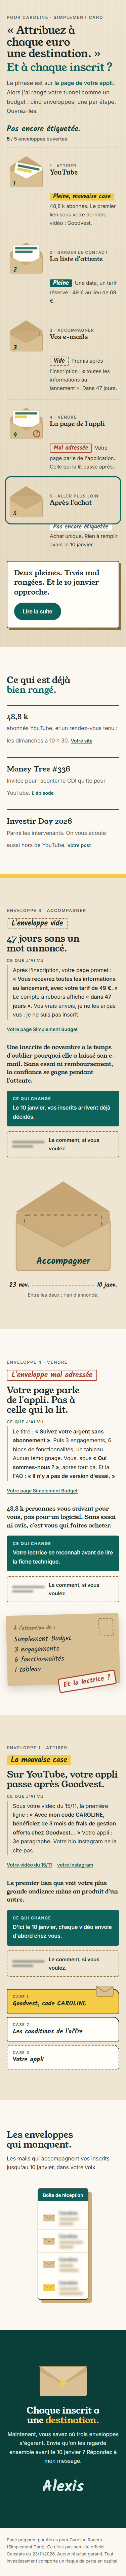 POUR CAROLINE · SIMPLEMENT CARD
« Attribuez à
chaque euro
une destination. »
Et à chaque inscrit ?
La phrase est sur la page de votre appli.
Alors j'ai rangé votre tunnel comme un
budget : cinq enveloppes, une par étape.
Ouvrez-les.
Pas encore étiquetée.
5 / 5 enveloppes ouvertes
1
1 · ATTIRER
YouTube
Pleine, mauvaise case
48,8 k abonnés. Le premier
lien sous votre dernière
vidéo : Goodvest.
2
2 · GARDER LE CONTACT
La liste d'attente
Pleine Une date, un tarif
réservé : 49 € au lieu de 69
€.
3
3 · ACCOMPAGNER
Vos e-mails
Vide Promis après
l'inscription : « toutes les
informations au
lancement ». Dans 47 jours.
4
4 · VENDRE
La page de l'appli
Mal adressée Votre
page parle de l'application.
Celle qui la lit passe après.
5
5 · ALLER PLUS LOIN
Après l'achat
Pas encore étiquetée
Achat unique. Rien à remplir
avant le 10 janvier.
Deux pleines. Trois mal
rangées. Et le 10 janvier
approche.
Lire la suite
Ce qui est déjà
bien rangé.
48,8 k
abonnés YouTube, et un rendez-vous tenu :
les dimanches à 10 h 30. Votre site
Money Tree #336
Invitée pour raconter le CDI quitté pour
YouTube. L'épisode
Investir Day 2026
Parmi les intervenants. On vous écoute
aussi hors de YouTube. Votre post
ENVELOPPE 3 · ACCOMPAGNER
L'enveloppe vide
47 jours sans un
mot annoncé.
CE QUE J'AI VU
Après l'inscription, votre page promet :
« Vous recevrez toutes les informations
au lancement, avec votre tarif de 49 €. »
Le compte à rebours affiche « dans 47
jours ». Vos vrais envois, je ne les ai pas
vus : je ne suis pas inscrit.
Votre page Simplement Budget
Une inscrite de novembre a le temps
d'oublier pourquoi elle a laissé son e-
mail. Sans essai ni remboursement,
la confiance se gagne pendant
l'attente.
CE QUI CHANGE
Le 10 janvier, vos inscrits arrivent déjà
décidés.
Le comment, si vous
voulez.
Accompagner
23 nov.
10 janv.
Entre les deux : rien d'annoncé.
ENVELOPPE 4 · VENDRE
L'enveloppe mal adressée
Votre page parle
de l'appli. Pas à
celle qui la lit.
CE QUE J'AI VU
Le titre : « Suivez votre argent sans
abonnement ». Puis 3 engagements, 6
blocs de fonctionnalités, un tableau.
Aucun témoignage. Vous, sous « Qui
sommes-nous ? », après tout ça. Et la
FAQ : « Il n'y a pas de version d'essai. »
Votre page Simplement Budget
48,8 k personnes vous suivent pour
vous, pas pour un logiciel. Sans essai
ni avis, c'est vous qui faites acheter.
CE QUI CHANGE
Votre lectrice se reconnaît avant de lire
la fiche technique.
Le comment, si vous
voulez.
À l'attention de :
Simplement Budget
3 engagements
6 fonctionnalités
1 tableau
Et la lectrice ?
ENVELOPPE 1 · ATTIRER
La mauvaise case
Sur YouTube, votre appli
passe après Goodvest.
CE QUE J'AI VU
Sous votre vidéo du 15/11, la première
ligne : « Avec mon code CAROLINE,
bénéficiez de 3 mois de frais de gestion
offerts chez Goodvest… » Votre appli :
3e paragraphe. Votre bio Instagram ne la
cite pas.
Votre vidéo du 15/11 votre Instagram
Le premier lien que voit votre plus
grande audience mène au produit d'un
autre.
CE QUI CHANGE
D'ici le 10 janvier, chaque vidéo envoie
d'abord chez vous.
Le comment, si vous
voulez.
CASE 1
Goodvest, code CAROLINE
CASE 2
Les conditions de l'offre
CASE 3
Votre appli
Les enveloppes
qui manquent.
Les mails qui accompagnent vos inscrits
jusqu'au 10 janvier, dans votre voix.
Boîte de réception
Chaque inscrit a
une destination.
Maintenant, vous savez où trois enveloppes
s'égarent. Envie qu'on les regarde
ensemble avant le 10 janvier ? Répondez à
mon message.
Alexis
Page préparée par Alexis pour Caroline Rogera
(Simplement Card). Ce n'est pas son site officiel.
Constats du 23/11/2026. Aucun résultat garanti. Tout
investissement comporte un risque de perte en capital.